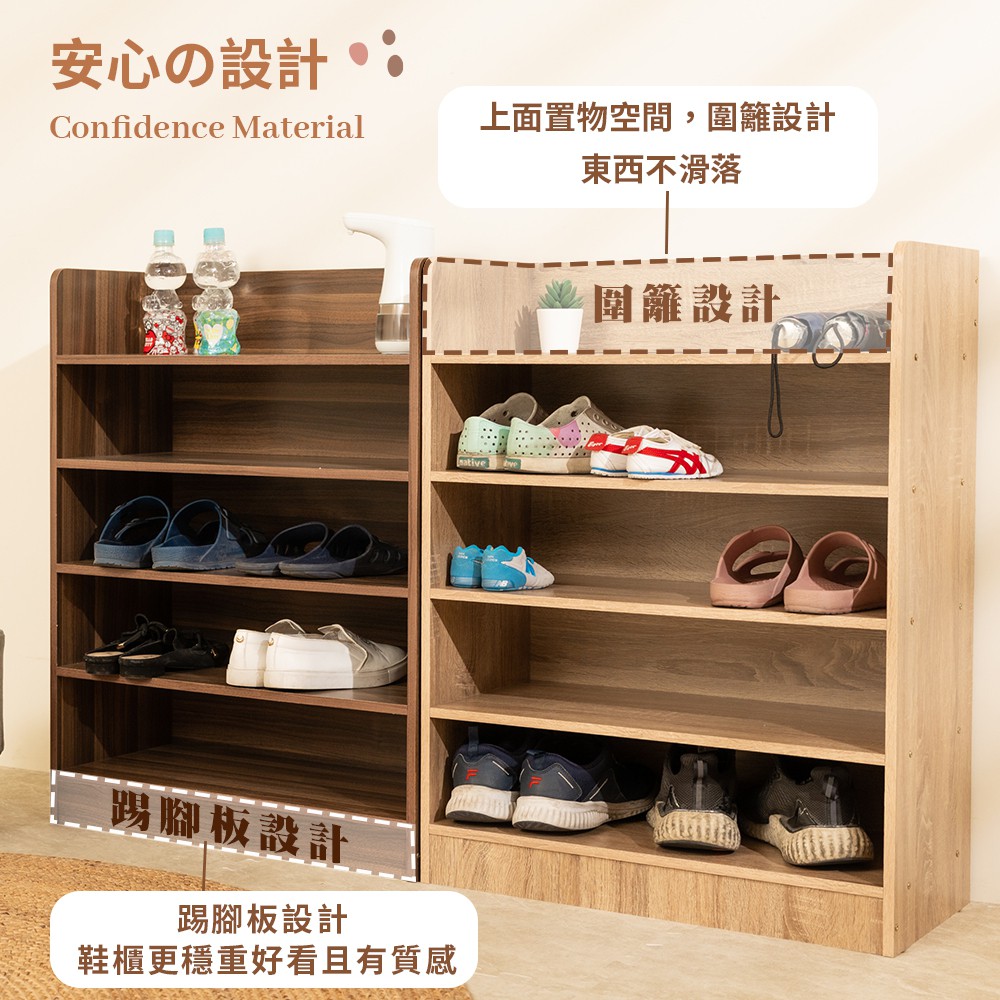 安心の設計
Confidence Material
上面置物空間，圍籬設計
東西不滑落
圍籬設計
native
踢腳板設計
踢腳板設計
鞋櫃更穩重好看且有質感